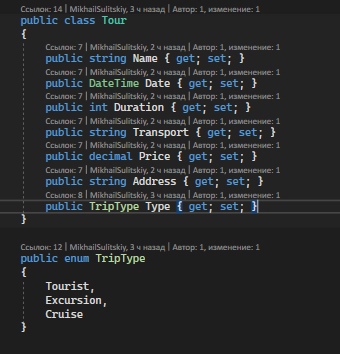 Ссылок: 14 | MikhailSulitskiy, 3 ч назад | Автор: 1, изменение: 1
public class Tour
{
Ссылок: 7 | MikhailSulitskiy, 2 ч назад | Автор: 1, изменение: 1
public string Name { get; set; }
Ссылок: 7 | MikhailSulitskiy, 2 ч назад | Автор: 1, изменение: 1
public DateTime Date { get; set; }
Ссылок: 7 | MikhailSulitskiy, 2 ч назад | Автор: 1, изменение: 1
public int Duration { get; set; }
Ссылок: 7 | MikhailSulitskiy, 2 ч назад | Автор: 1, изменение: 1
public string Transport { get; set; }
Ссылок: 7 | MikhailSulitskiy, 2 ч назад | Автор: 1, изменение: 1
public decimal Price { get; set; }
Ссылок: 7 | MikhailSulitskiy, 2 ч назад | Автор: 1, изменение: 1
public string Address { get; set; }
Ссылок: 8 | MikhailSulitskiy, 3 ч назад | Автор: 1, изменение: 1
public TripType Type { get; set; }
}
Ссылок: 12 | MikhailSulitskiy, 3 ч назад | Автор: 1, изменение: 1
public enum TripType
{
Tourist,
Excursion,
Cruise
}